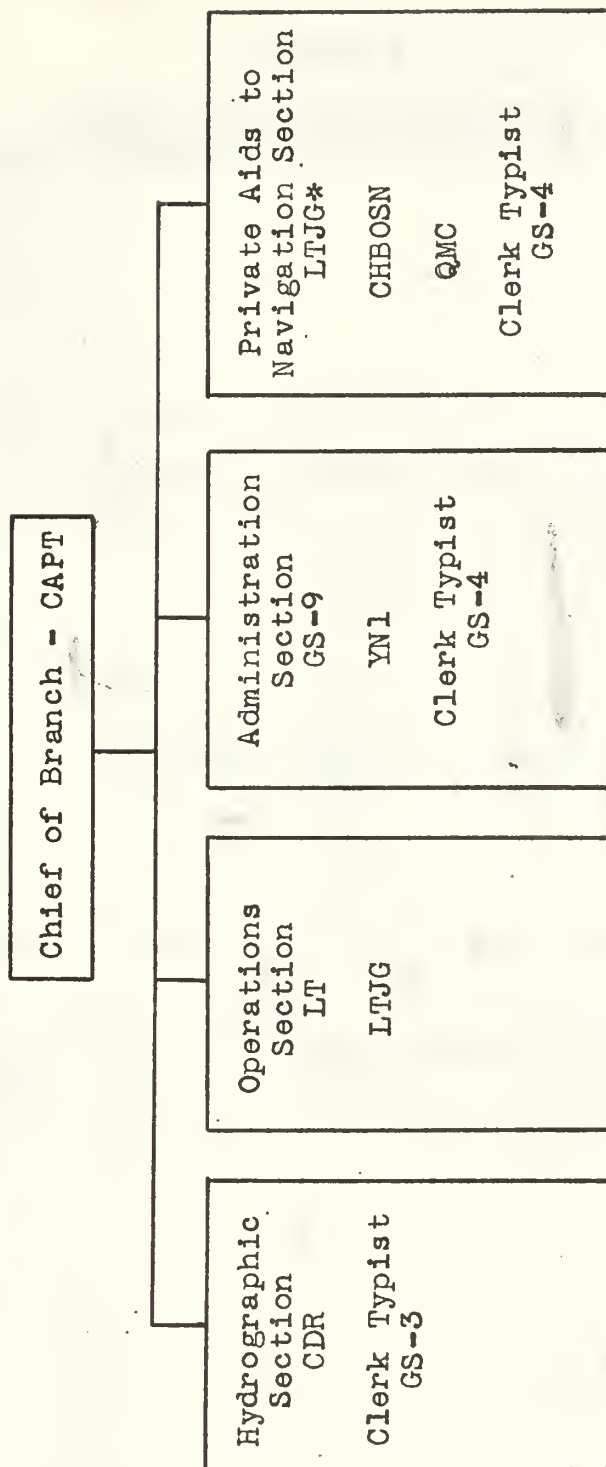 Chief of Branch - CAPT
Hydrographic
Section
CDR
Clerk Typist
GS-3
Operations
Section
LT
LTJG
Administration
Section
GS-9
YN1
Clerk Typist
GS-4
Private Aids to
Navigation Section
LTJG*
CHBOSN
QMC
Clerk Typist
GS-4